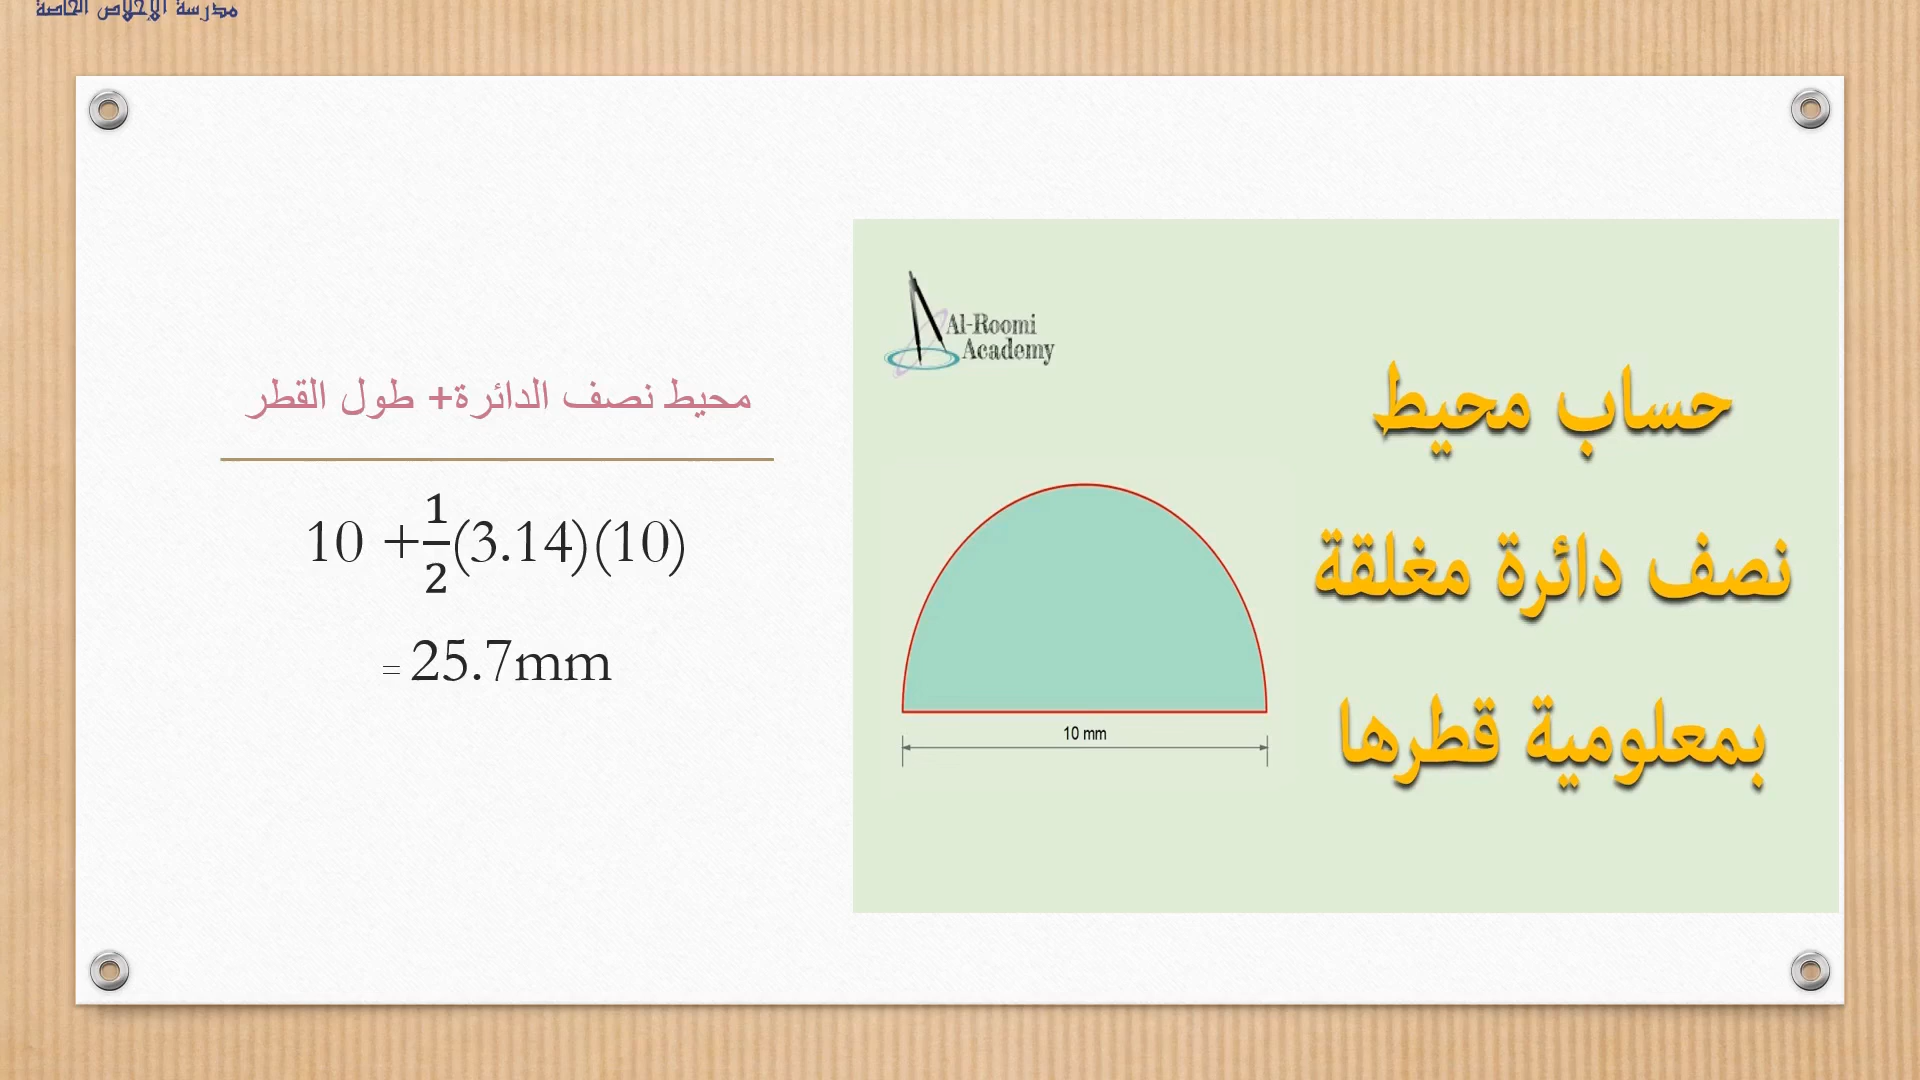 مدرسة الإخلاص الخاصة
محيط نصف الدائرة+ طول القطر
10 +\frac{1}{2}(3.14)(10)
= 25.7mm
Al-Roomi
Academy
حساب محيط
نصف دائرة مغلقة
بمعلومية قطرها
10 mm